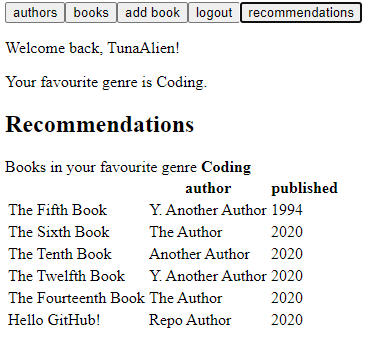 authors books add book logout recommendations
Welcome back, TunaAlien!
Your favourite genre is Coding.
Recommendations
Books in your favourite genre Coding
author published
The Fifth Book Y. Another Author 1994
The Sixth Book The Author 2020
The Tenth Book Another Author 2020
The Twelfth Book Y. Another Author 2020
The Fourteenth Book The Author 2020
Hello GitHub! Repo Author 2020